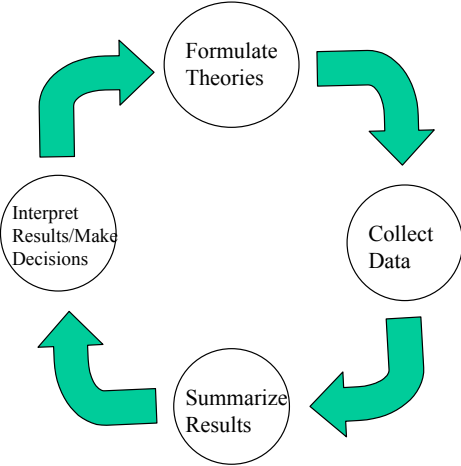 Formulate
Theories
Collect
Data
Summarize
Results
Interpret
Results/Make
Decisions